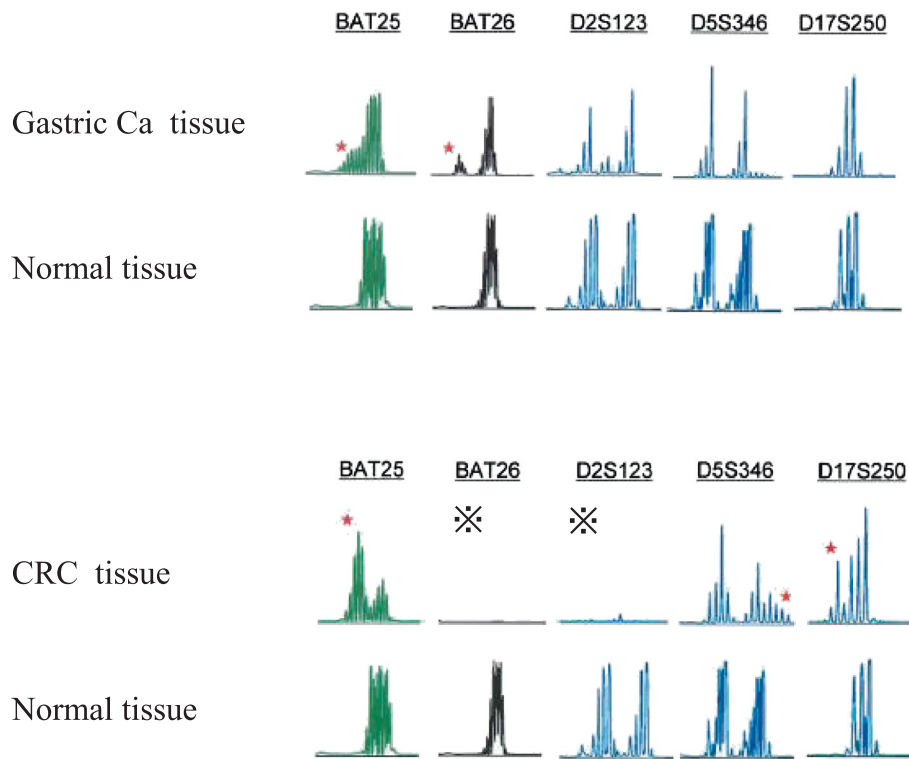 BAT25 BAT26 D2S123 D5S346 D17S250
Gastric Ca tissue
Normal tissue
BAT25 BAT26 D2S123 D5S346 D17S250
※ ※
CRC tissue
Normal tissue